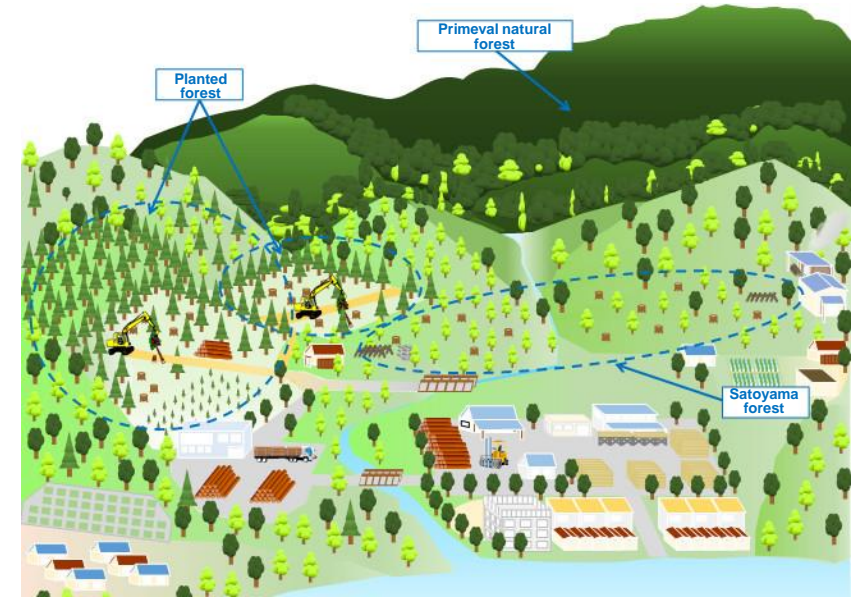 Primeval natural
forest
Planted
forest
Satoyama
forest